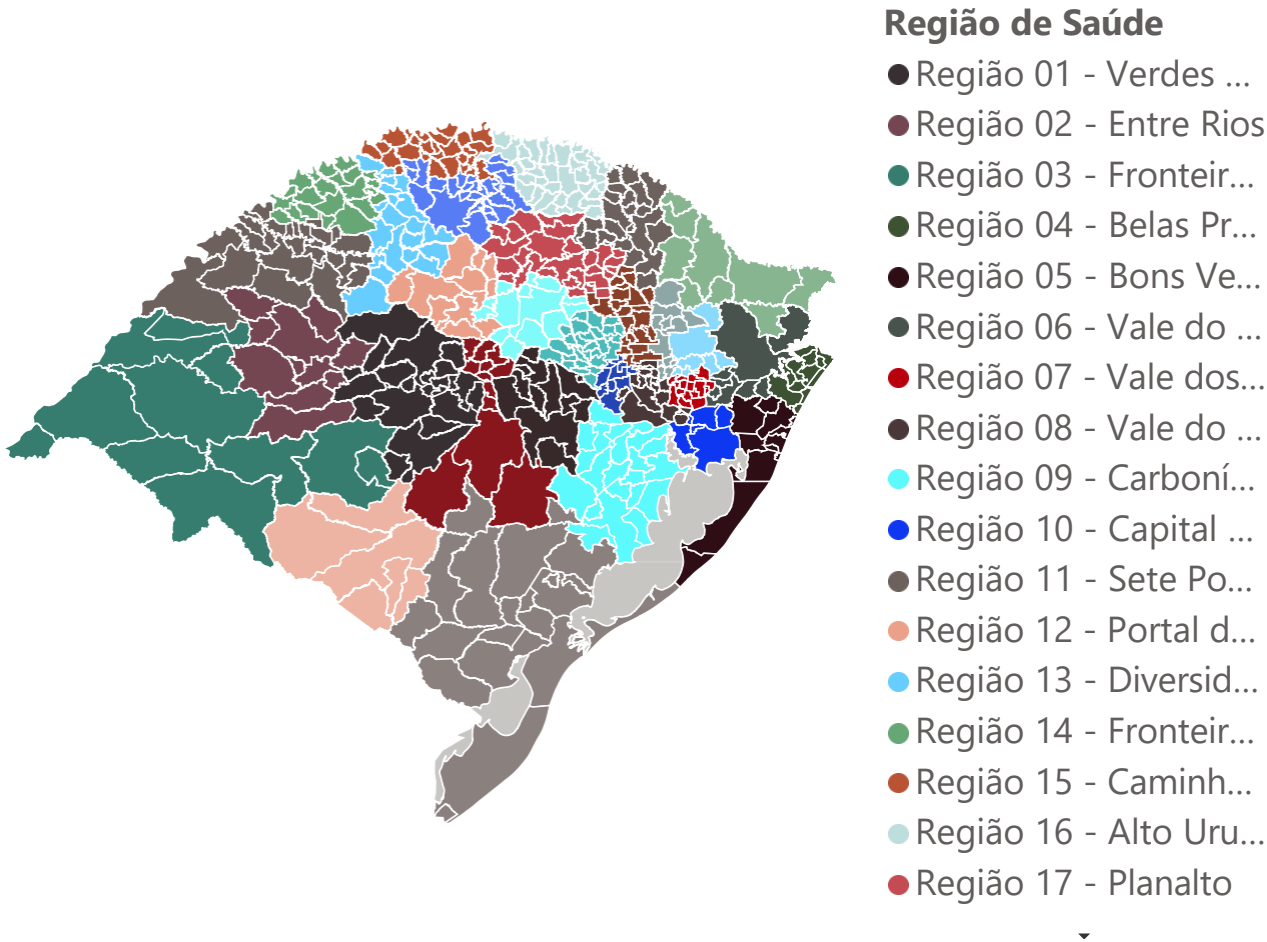 Região de Saúde
Região 01 - Verdes ...
Região 02 - Entre Rios
Região 03 - Fronteir...
Região 04 - Belas Pr...
Região 05 - Bons Ve...
Região 06 - Vale do ...
Região 07 - Vale dos...
Região 08 - Vale do ...
Região 09 - Carboní...
Região 10 - Capital ...
Região 11 - Sete Po...
Região 12 - Portal d...
Região 13 - Diversid...
Região 14 - Fronteir...
Região 15 - Caminh...
Região 16 - Alto Uru...
Região 17 - Planalto